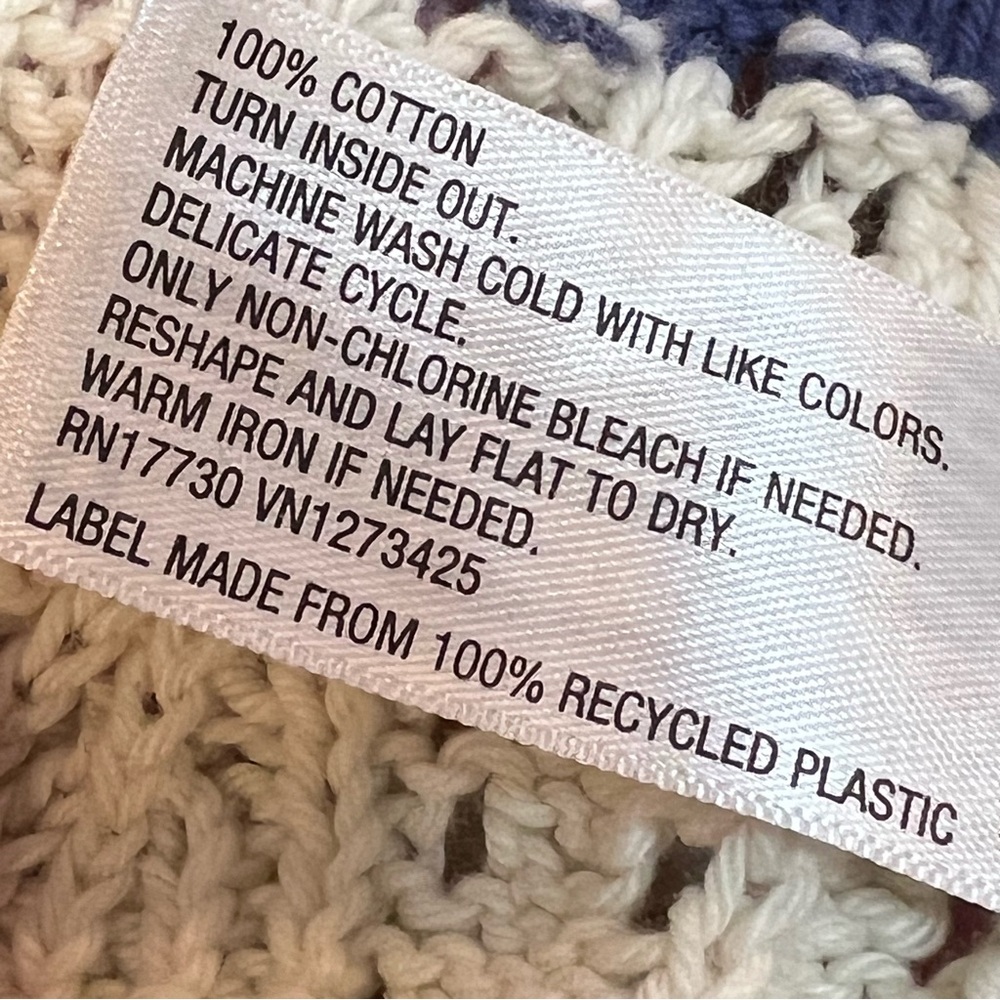 100% COTTON
TURN INSIDE OUT.
MACHINE WASH COLD WITH LIKE COLORS.
DELICATE CYCLE.
ONLY NON-CHLORINE BLEACH IF NEEDED.
RESHAPE AND LAY FLAT TO DRY.
WARM IRON IF NEEDED.
RN17730 VN1273425
LABEL MADE FROM 100% RECYCLED PLASTIC